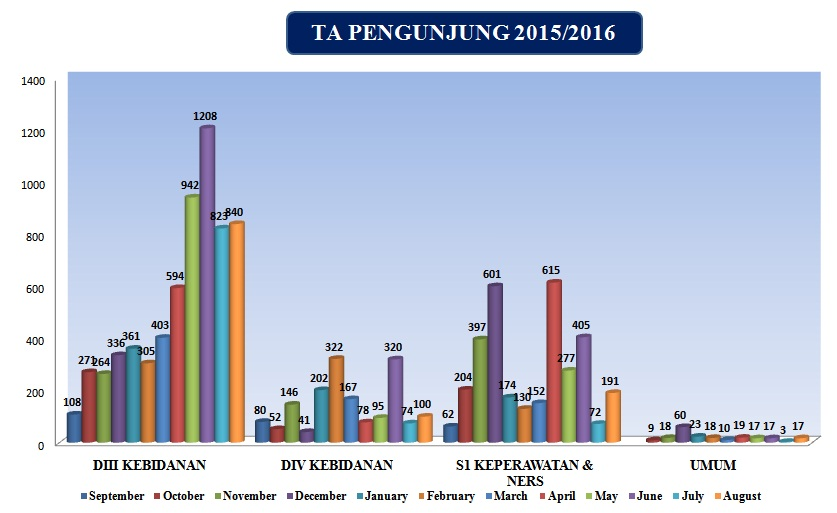 TA PENGUNJUNG 2015/2016
1400
1200
1000
800
600
400
200
0
108 271 264 336 361 305 403 594 942 1208 823 840
80 52 146 41 202 322 167 78 95 320 74 100
62 204 397 601 174 130 152 615 277 405 72 191
9 18 60 23 18 10 19 17 17 3 17
DIII KEBIDANAN DIV KEBIDANAN S1 KEPERAWATAN & UMUM
NERS
September October November December January February March April May June July August